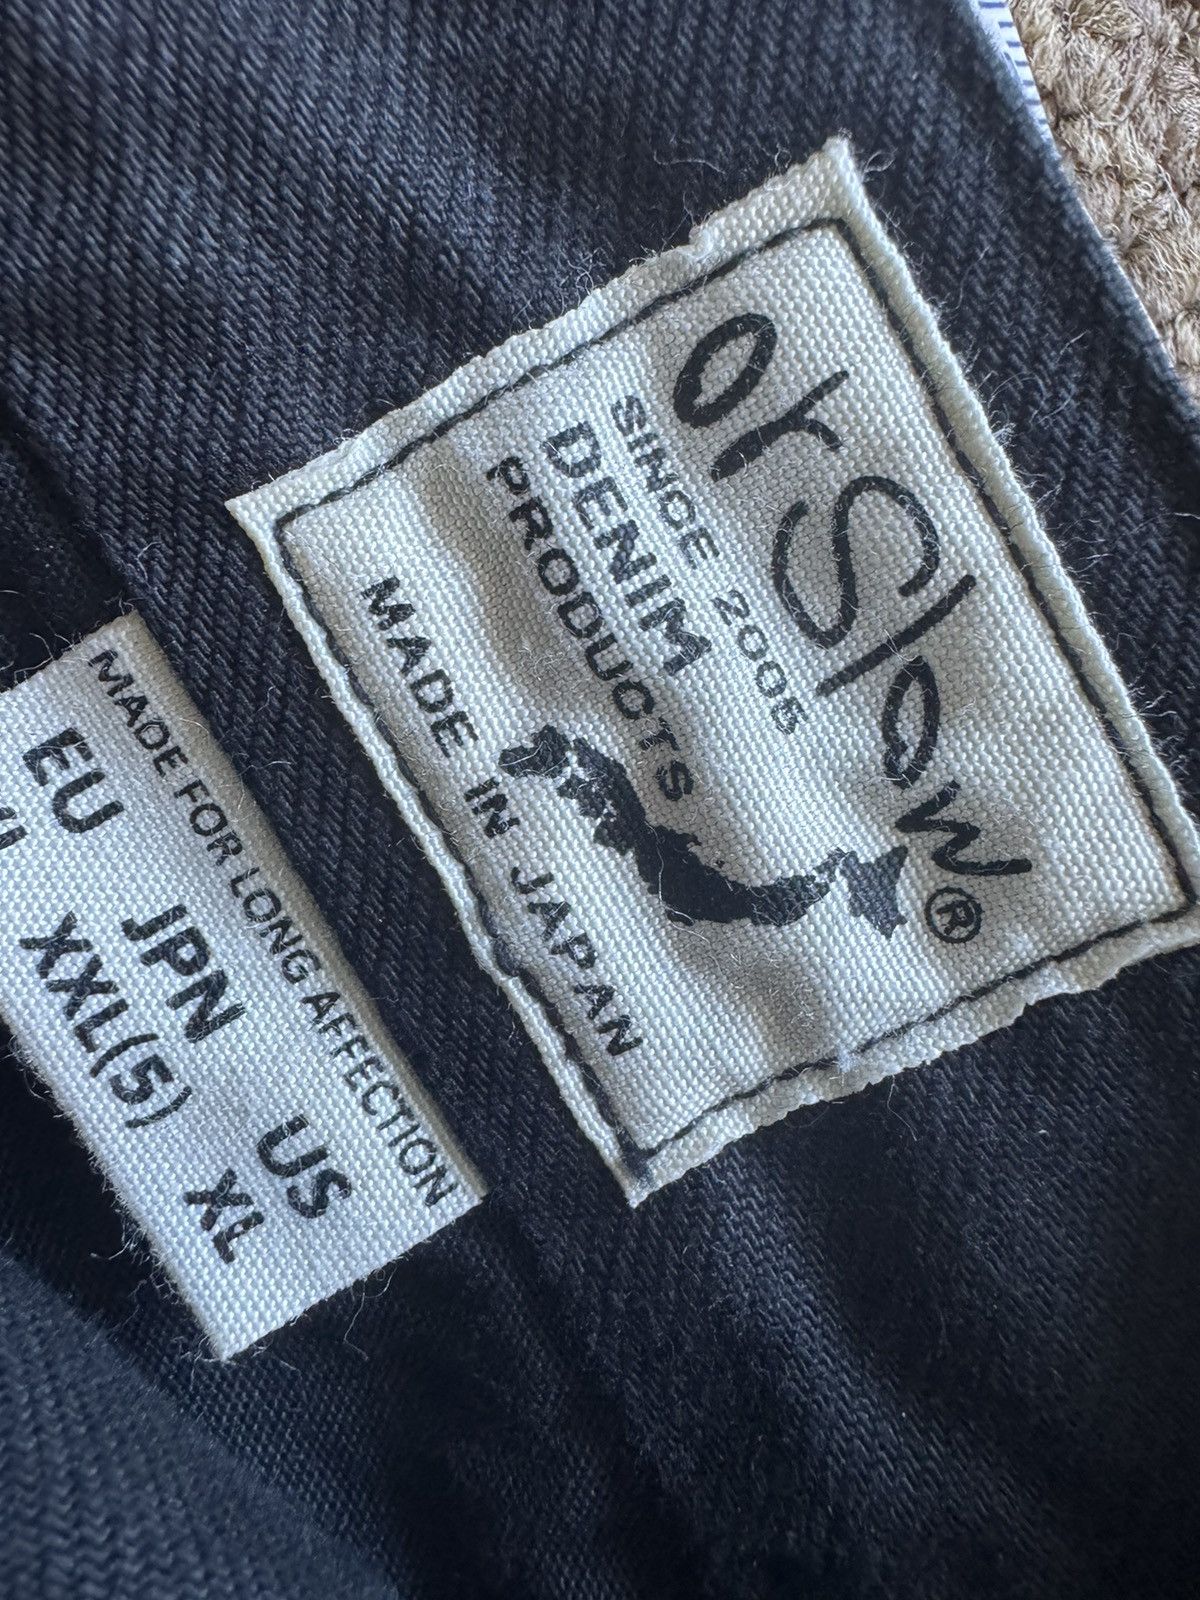 orSlow®
SINCE 2005
DENIM
PRODUCTS
MADE IN JAPAN
MADE FOR LONG AFFECTION
EU JPN US
XXL(5) XL